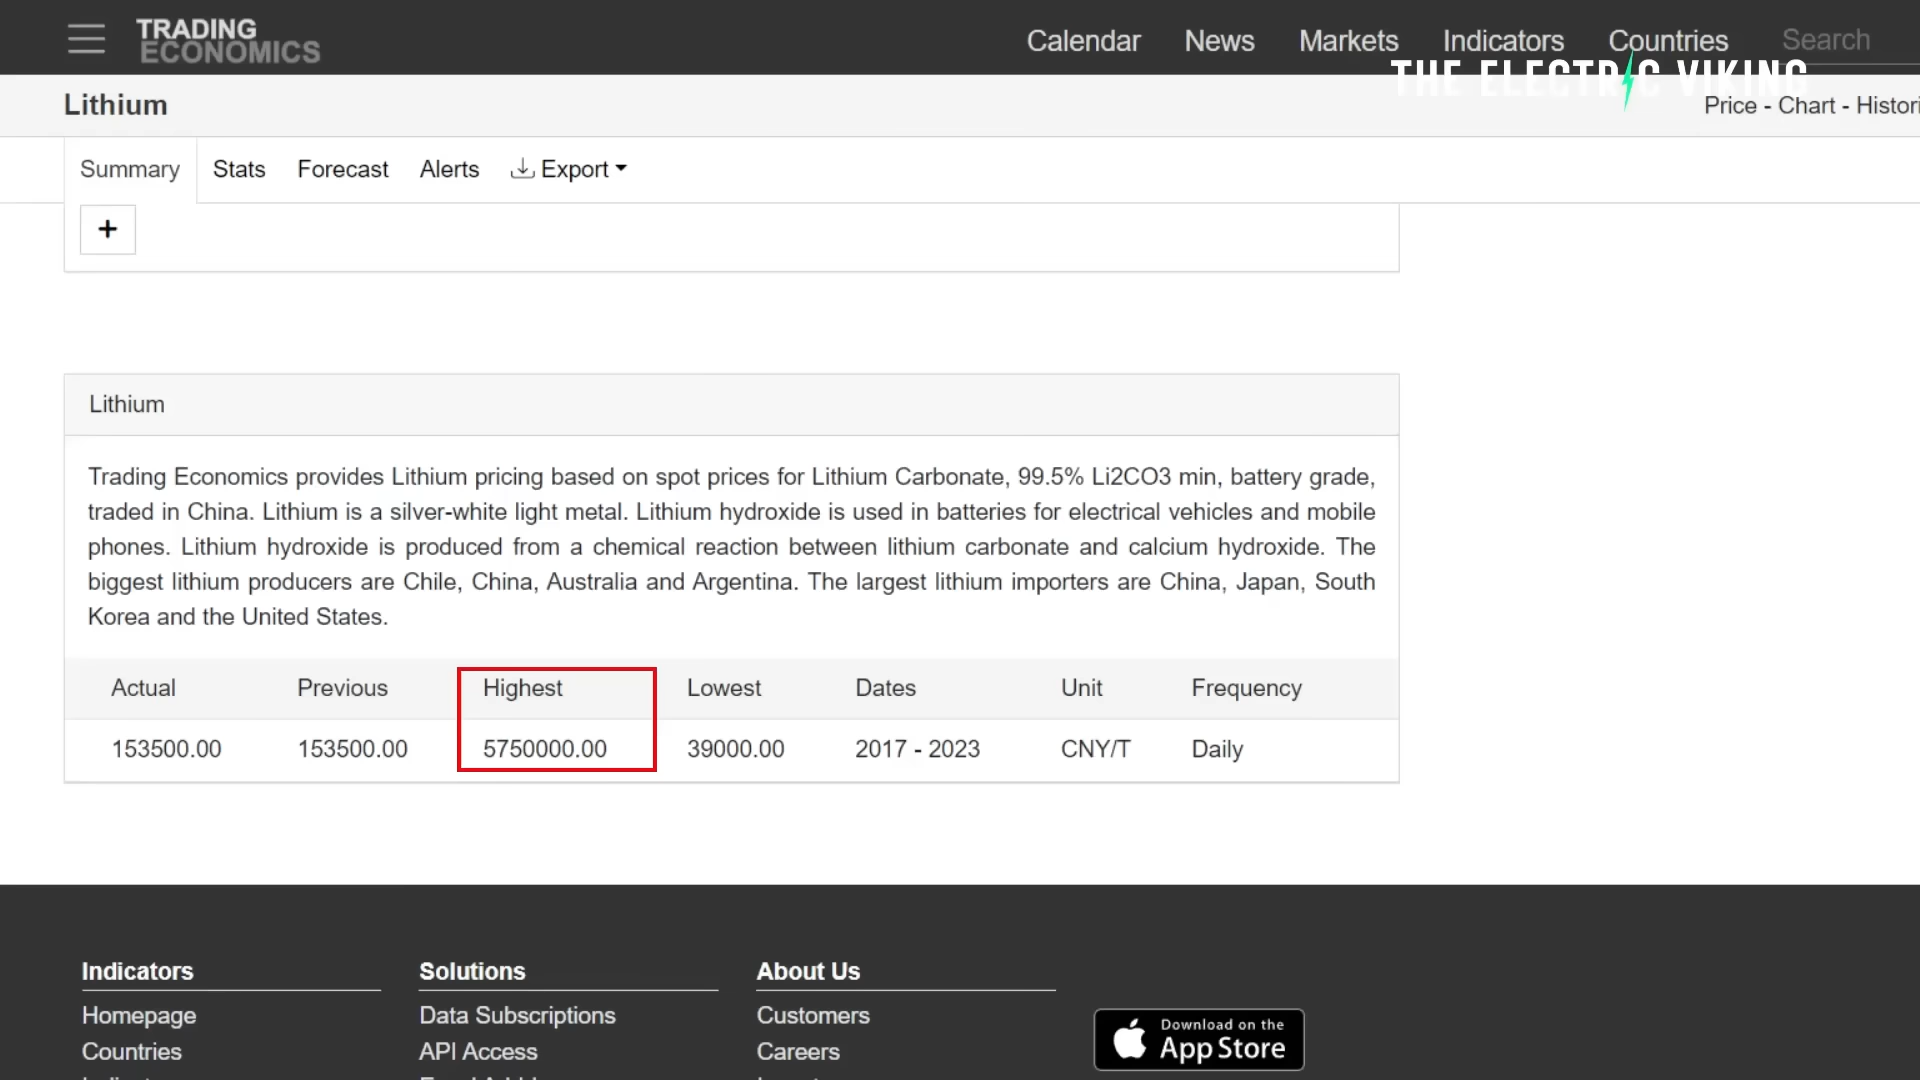 TRADING
ECONOMICS
Calendar News Markets Indicators Countries Search
THE ELECTRIC VIKING
Lithium
Price - Chart - Histori
Summary Stats Forecast Alerts Export
+
Lithium
Trading Economics provides Lithium pricing based on spot prices for Lithium Carbonate, 99.5% Li2CO3 min, battery grade,
traded in China. Lithium is a silver-white light metal. Lithium hydroxide is used in batteries for electrical vehicles and mobile
phones. Lithium hydroxide is produced from a chemical reaction between lithium carbonate and calcium hydroxide. The
biggest lithium producers are Chile, China, Australia and Argentina. The largest lithium importers are China, Japan, South
Korea and the United States.
Actual Previous Highest Lowest Dates Unit Frequency
153500.00 153500.00 5750000.00 39000.00 2017 - 2023 CNY/T Daily
Indicators Solutions About Us
Homepage Data Subscriptions Customers
Countries API Access Careers
Download on the
App Store